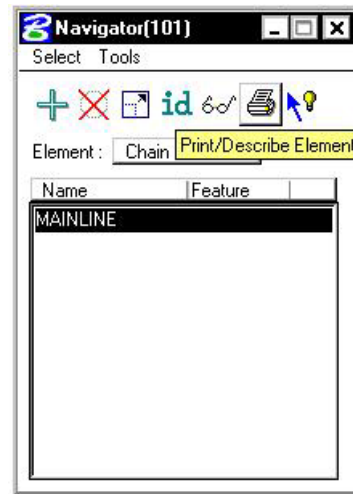 Navigator(101)
Select Tools
id
Element : Chain Print/Describe Element
Name Feature
MAINLINE